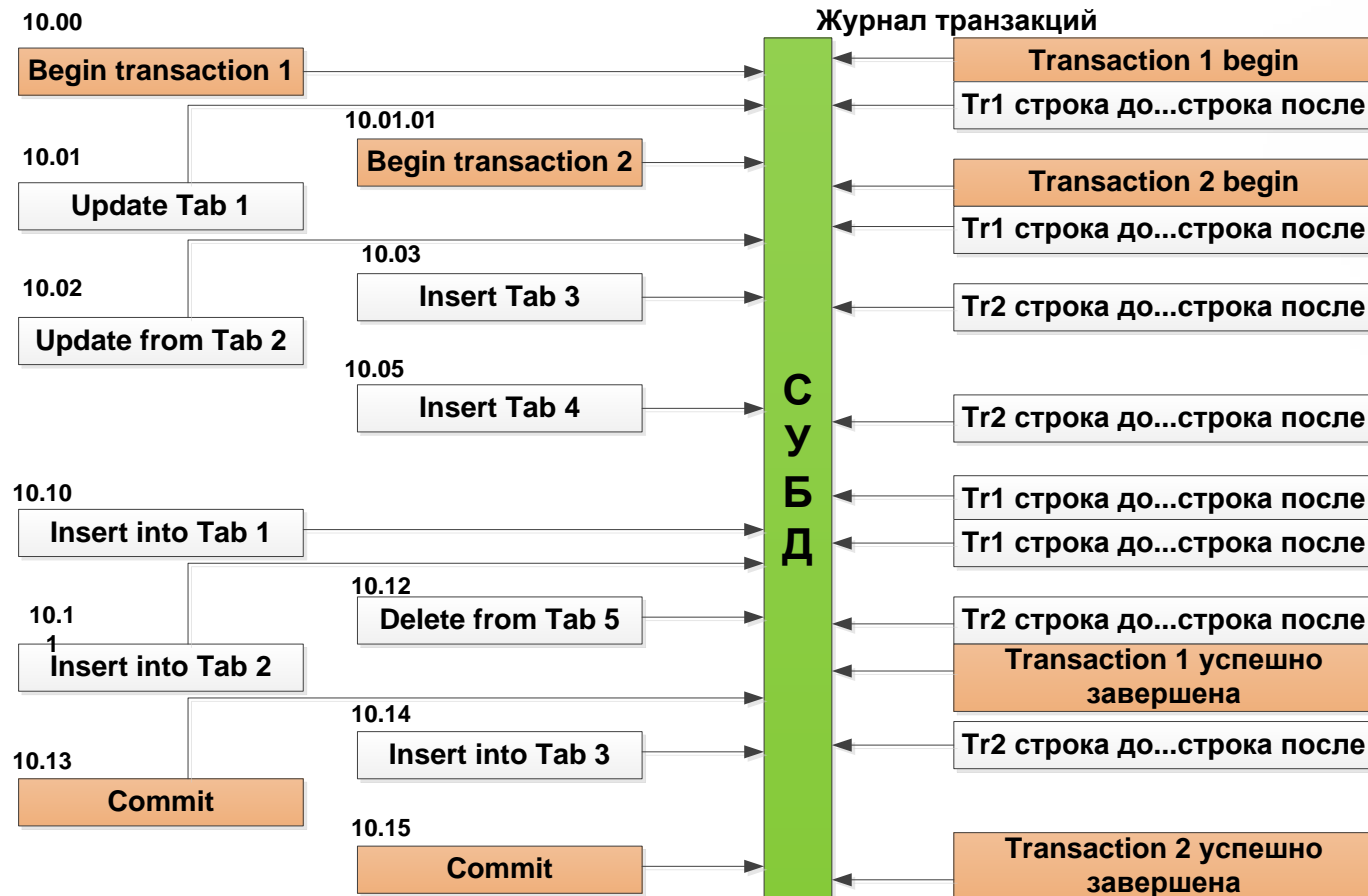 10.00
Журнал транзакций
Begin transaction 1
Transaction 1 begin
Tr1 строка до...строка после
10.01.01
10.01
Begin transaction 2
Transaction 2 begin
Update Tab 1
Tr1 строка до...строка после
10.03
10.02
Insert Tab 3
Tr2 строка до...строка после
Update from Tab 2
10.05
Insert Tab 4
Tr2 строка до...строка после
С
У
Б
Д
10.10
Tr1 строка до...строка после
Insert into Tab 1
Tr1 строка до...строка после
10.12
10.1
1
Delete from Tab 5
Tr2 строка до...строка после
Insert into Tab 2
Transaction 1 успешно
завершена
10.14
Insert into Tab 3
Tr2 строка до...строка после
10.13
Commit
10.15
Commit
Transaction 2 успешно
завершена